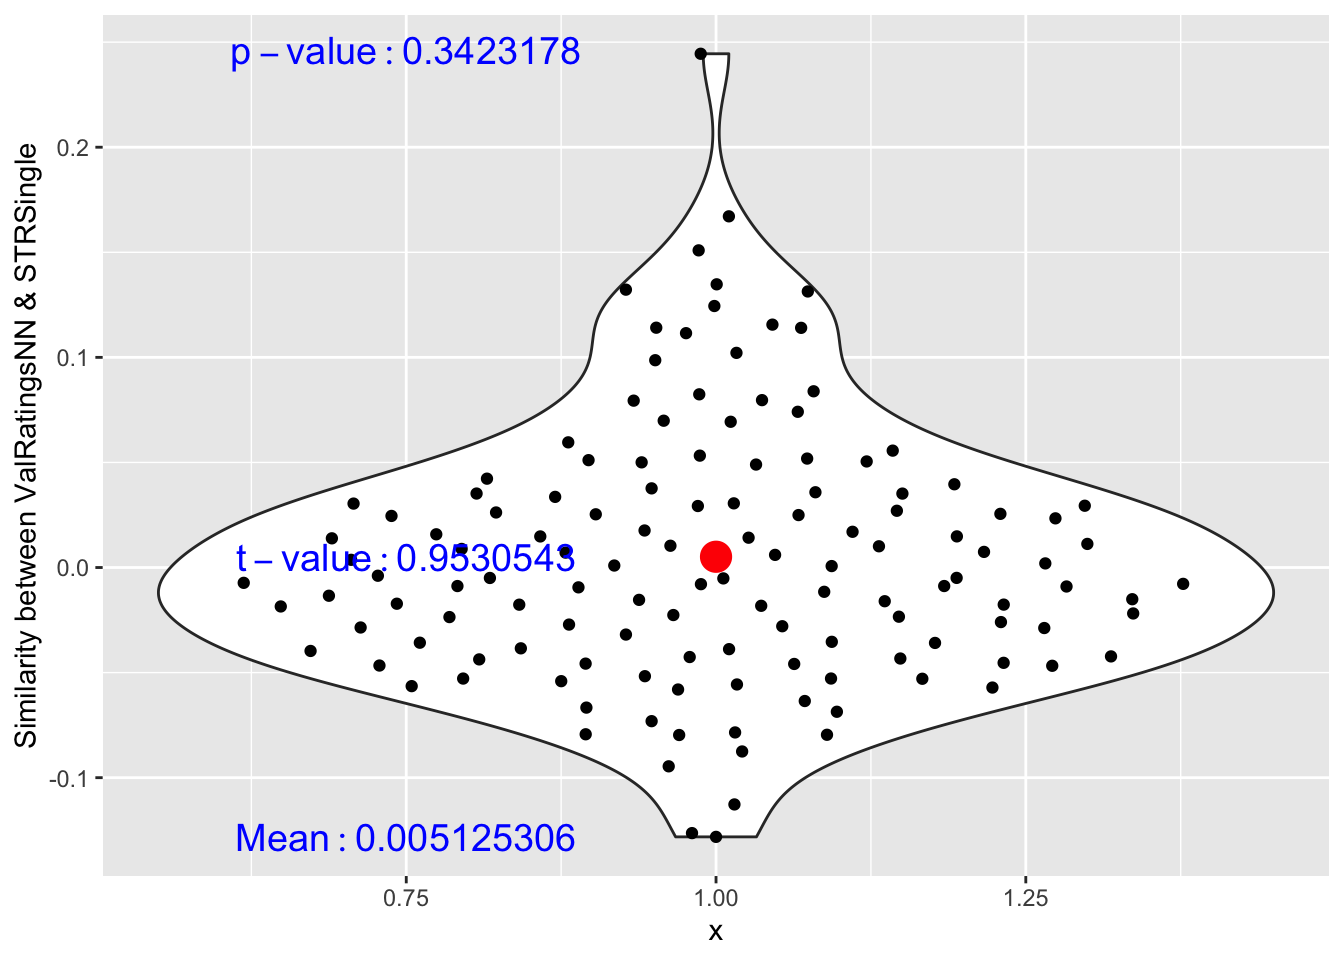 p − value : 0.3423178
0.2
0.1
t − value : 0.9530543
0.0
-0.1
Mean : 0.005125306
0.75 1.00 1.25
x
Similarity between ValRatingsNN & STRSingle